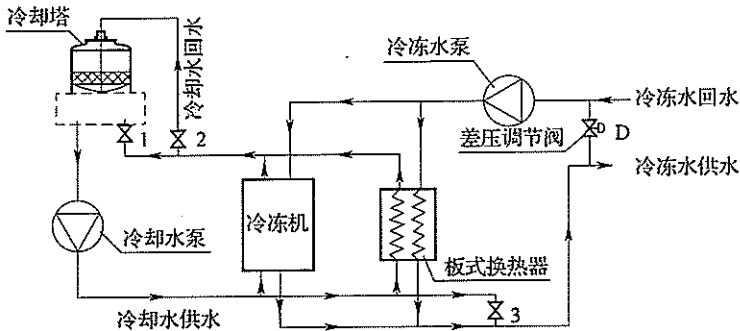 冷却塔
冷却水回水
1
2
冷冻水泵
冷冻水回水
差压调节阀
D
D
冷冻水供水
冷却水泵
冷冻机
板式换热器
冷却水供水
3